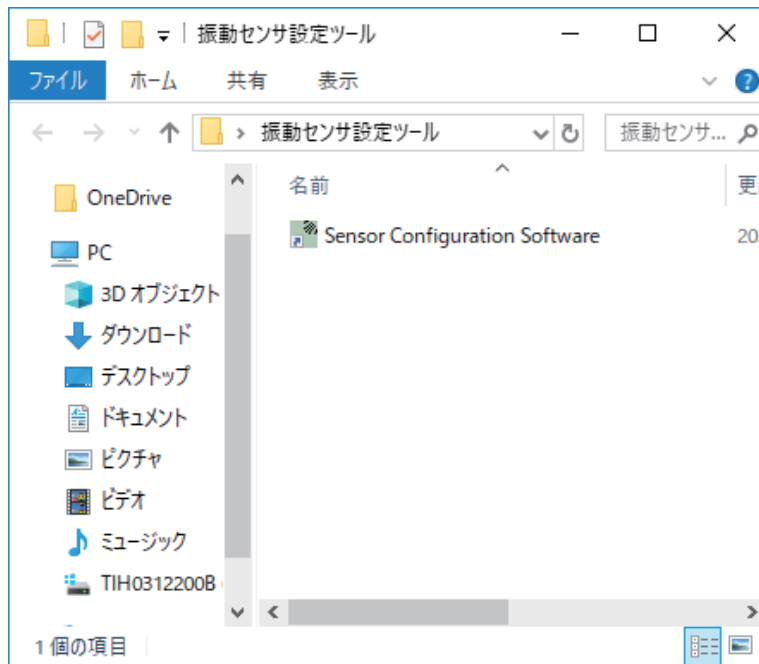 振動センサ設定ツール
ファイル ホーム 共有 表示
振動センサ設定ツール 振動センサ...
OneDrive
PC
3D オブジェクト
ダウンロード
デスクトップ
ドキュメント
ピクチャ
ビデオ
ミュージック
TIH0312200B
名前
Sensor Configuration Software 20
1 個の項目